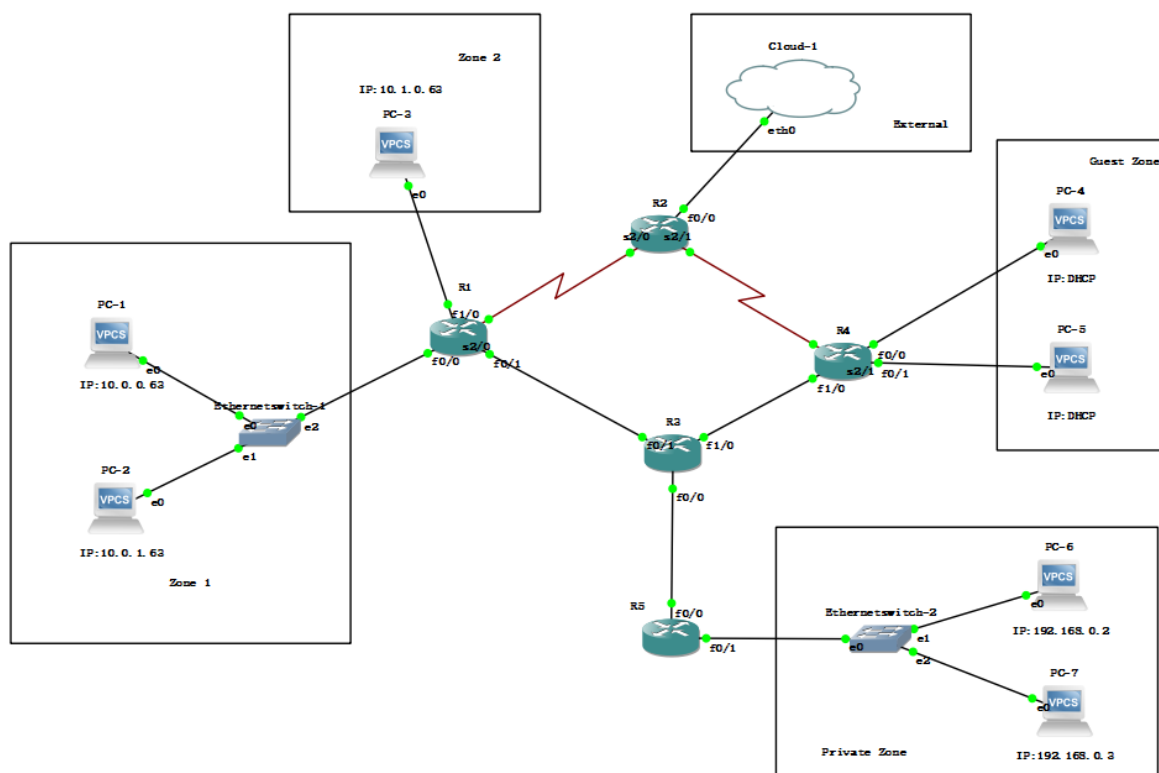 Zone 2
IP:10.1.0.63
PC-3
VPCS
e0
Cloud-1
eth0
External
Guest Zone
PC-4
VPCS
e0
IP:DHCP
PC-5
VPCS
e0
IP:DHCP
R2
f0/0
s2/0
s2/1
R1
f1/0
s2/0
f0/0
f0/1
R4
f0/0
s2/1
f0/1
f1/0
PC-1
VPCS
e0
IP:10.0.0.63
Ethernetswitch-1
e0
e2
e1
PC-2
VPCS
e0
IP:10.0.1.63
Zone 1
R3
f0/1
f1/0
f0/0
R5
f0/0
f0/1
Ethernetswitch-2
e0
e1
e2
PC-6
VPCS
e0
IP:192.168.0.2
PC-7
VPCS
e0
IP:192.168.0.3
Private Zone